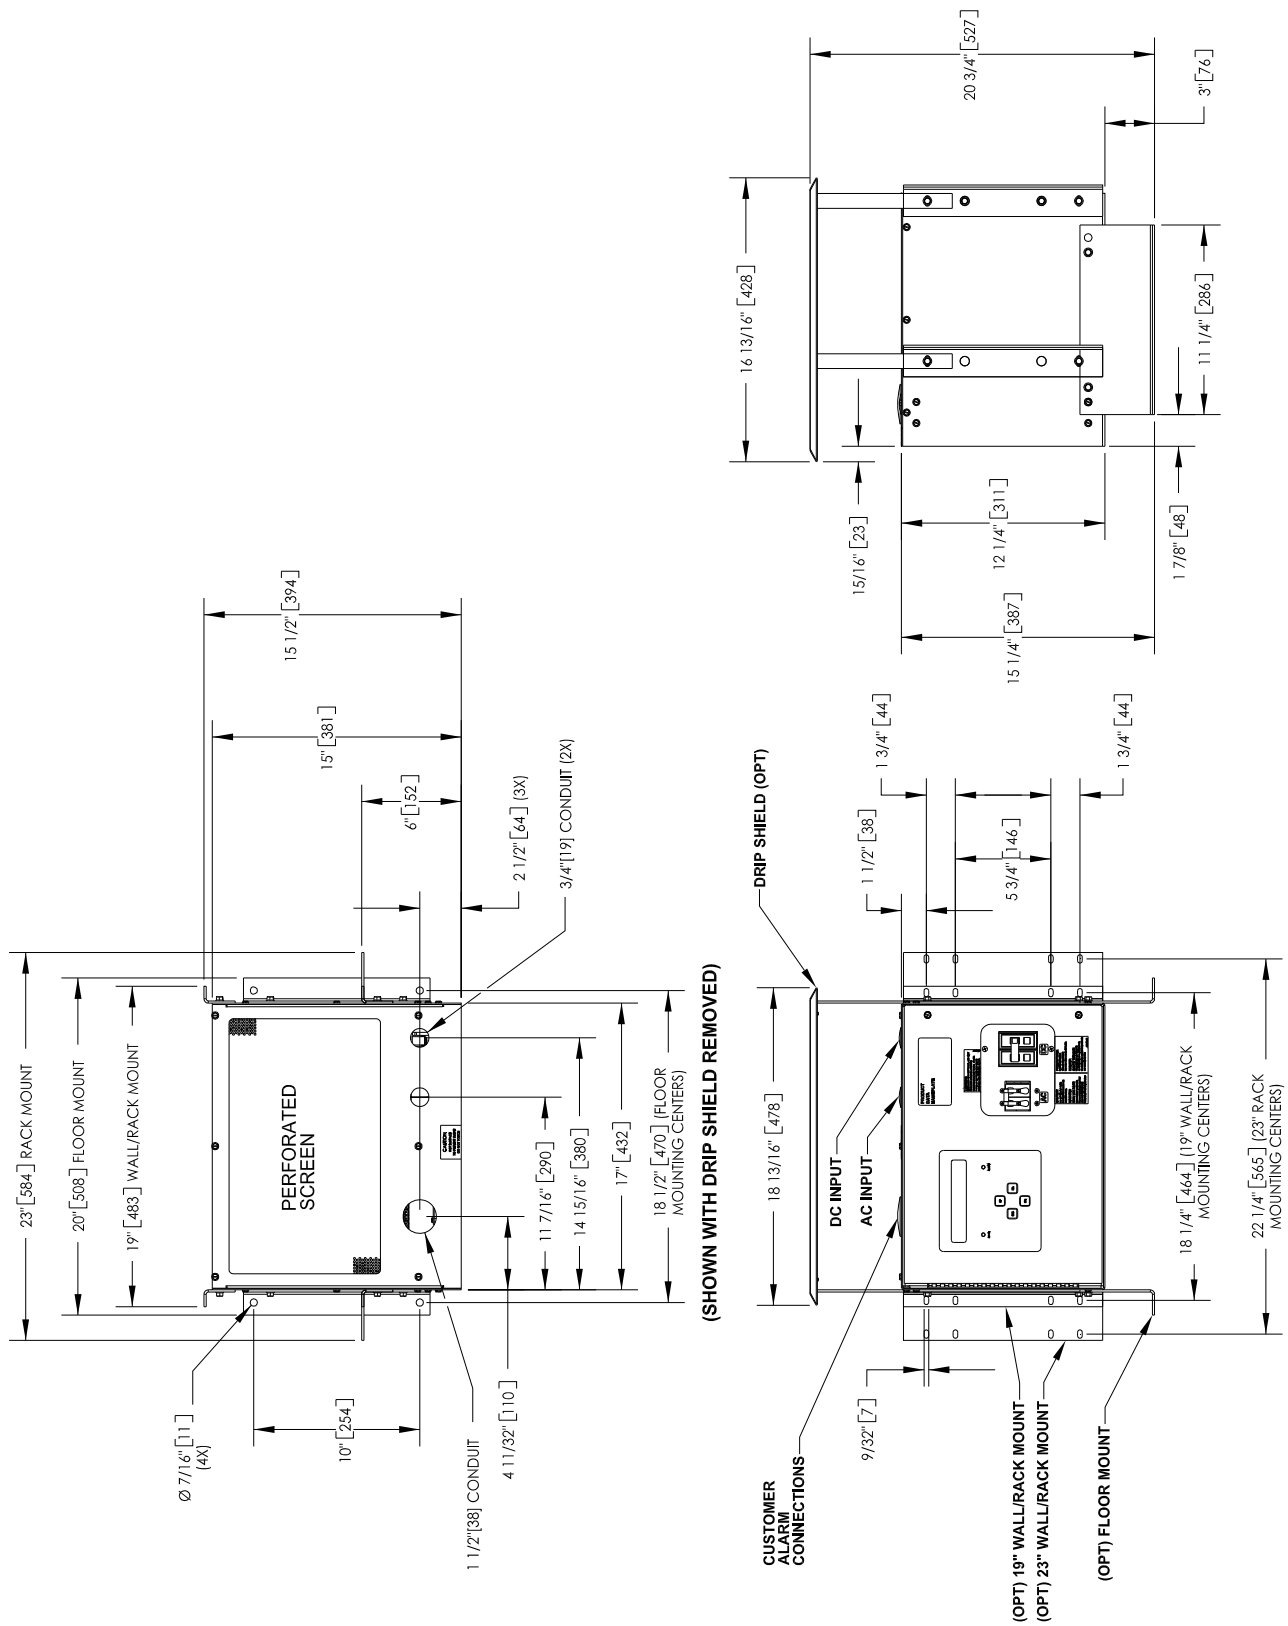 23" [584] RACK MOUNT
20" [508] FLOOR MOUNT
19" [483] WALL/RACK MOUNT
15 1/2" [394]
15" [381]
6" [152]
2 1/2" [64] (3X)
3/4"[19] CONDUIT (2X)
PERFORATED
SCREEN
CAUTION
Ø 7/16" [11]
(4X)
10" [254]
1 1/2"[38] CONDUIT
4 11/32" [110]
11 7/16" [290]
14 15/16" [380]
17" [432]
18 1/2" [470] (FLOOR
MOUNTING CENTERS)
(SHOWN WITH DRIP SHIELD REMOVED)
DRIP SHIELD (OPT)
18 13/16" [478]
DC INPUT
AC INPUT
CUSTOMER
ALARM
CONNECTIONS
1 1/2" [38]
1 3/4" [44]
5 3/4" [146]
1 3/4" [44]
PRODUCT
DATA
NAMEPLATE
AC
9/32" [7]
(OPT) 19" WALL/RACK MOUNT
(OPT) 23" WALL/RACK MOUNT
(OPT) FLOOR MOUNT
18 1/4" [464] (19" WALL/RACK
MOUNTING CENTERS)
22 1/4" [565] (23" RACK
MOUNTING CENTERS)
16 13/16" [428]
20 3/4" [527]
3" [76]
11 1/4" [286]
15/16" [23]
12 1/4" [311]
15 1/4" [387]
1 7/8" [48]